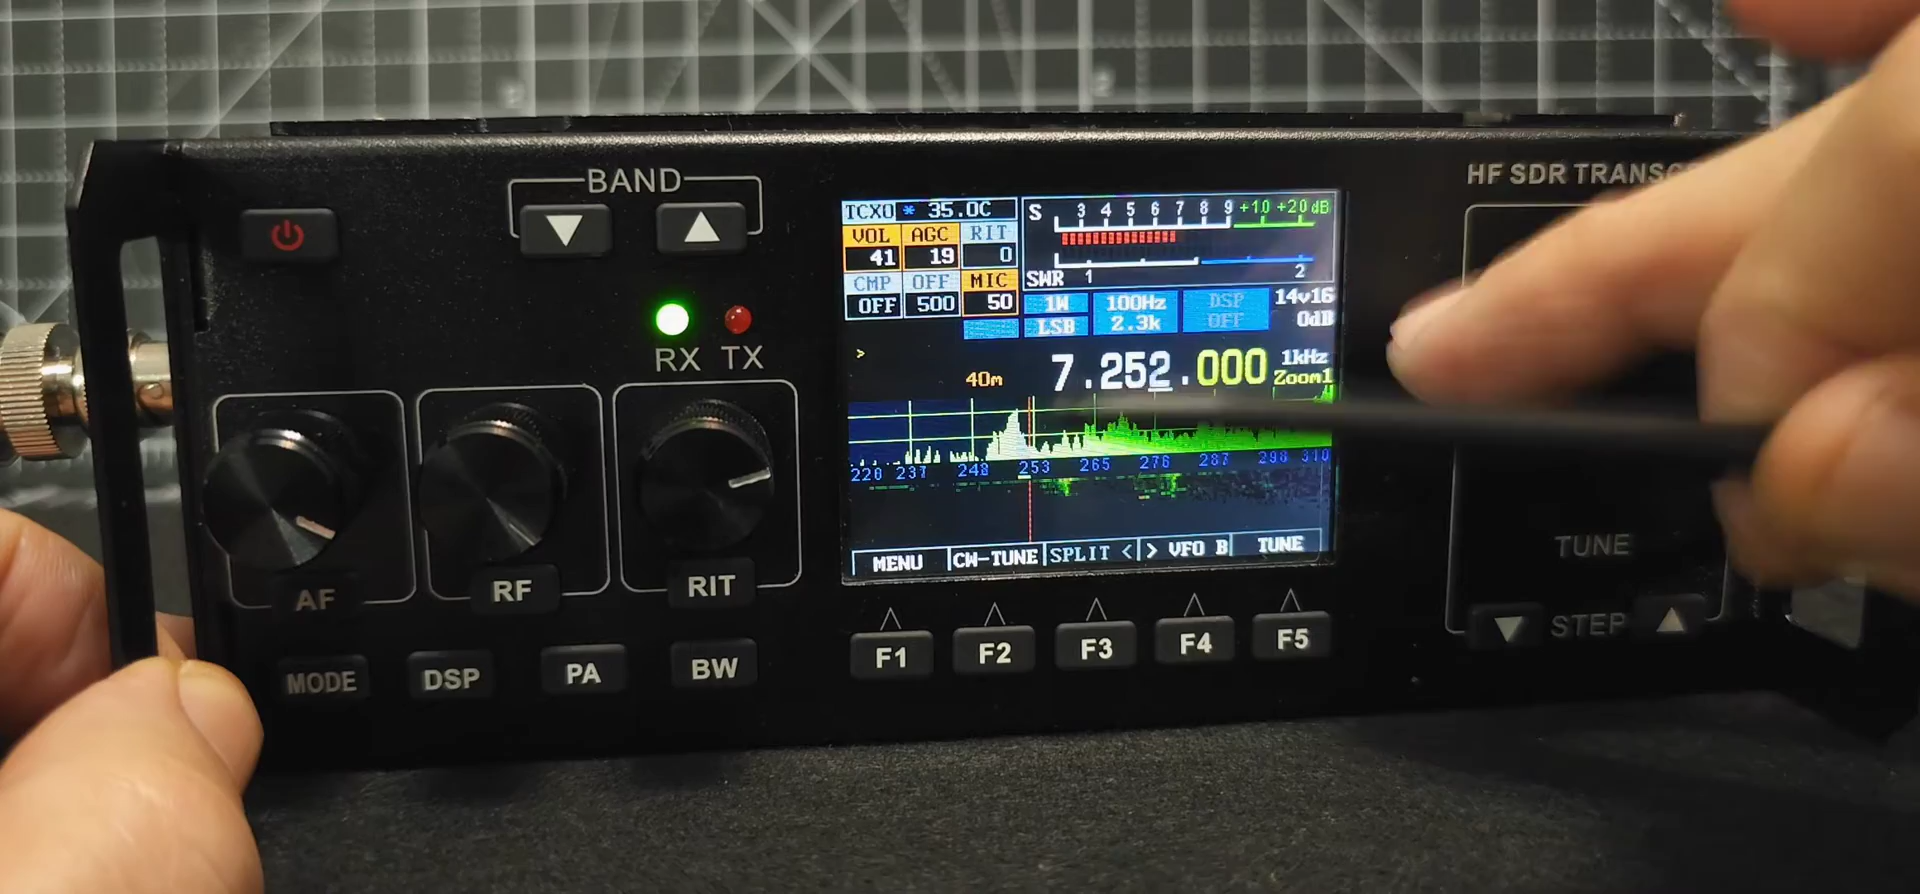 BAND
HF SDR TRANSC
RX TX
AF
RF
RIT
MODE
DSP
PA
BW
TCXO * 35.0C
VOL AGC RIT
41 19 0
CMP OFF MIC
OFF 500 50
S 3 4 5 6 7 8 9 +10 +20 dB
SWR 1 2
1W 100Hz DSP 14v16
LSB 2.3k OFF 0dB
>
40m 7.252.000 1kHz
Zoom1
226 237 248 253 265 276 287 298 310
MENU CW-TUNE SPLIT < > VFO B TUNE
F1 F2 F3 F4 F5
TUNE
STEP